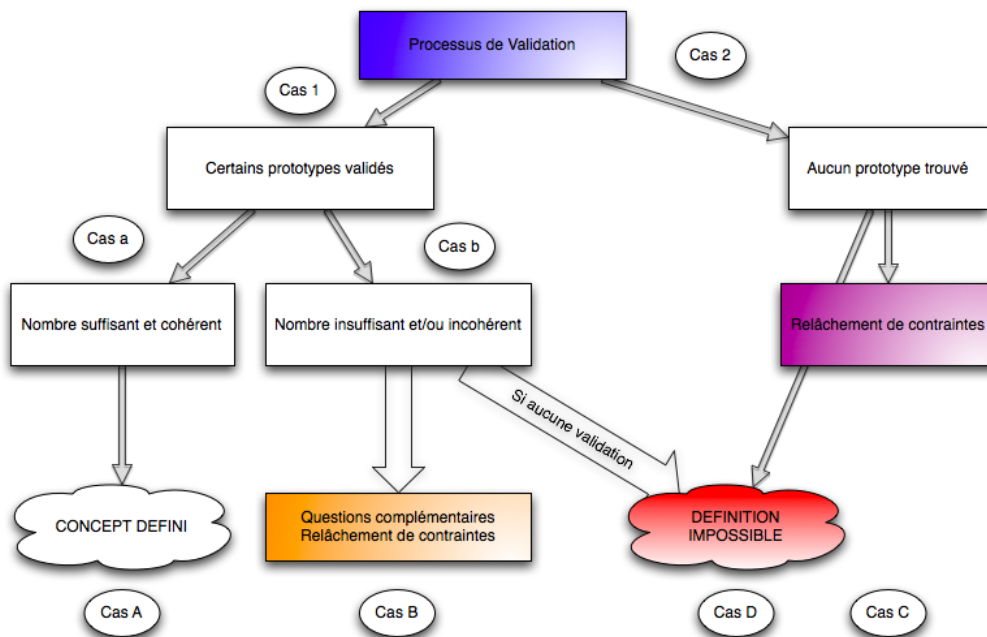 Processus de Validation
Cas 2
Cas 1
Certains prototypes validés
Aucun prototype trouvé
Cas a
Cas b
Nombre suffisant et cohérent
Nombre insuffisant et/ou incohérent
Relâchement de contraintes
Si aucune validation
CONCEPT DEFINI
Questions complémentaires
Relâchement de contraintes
DEFINITION
IMPOSSIBLE
Cas A
Cas B
Cas D
Cas C